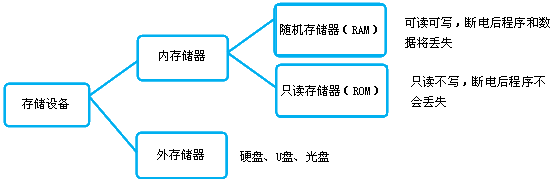 随机存储器(RAM)
可读可写,断电后程序和数
据将丢失
内存储器
只读存储器(ROM)
只读不写,断电后程序不
会丢失
存储设备
外存储器
硬盘、U盘、光盘